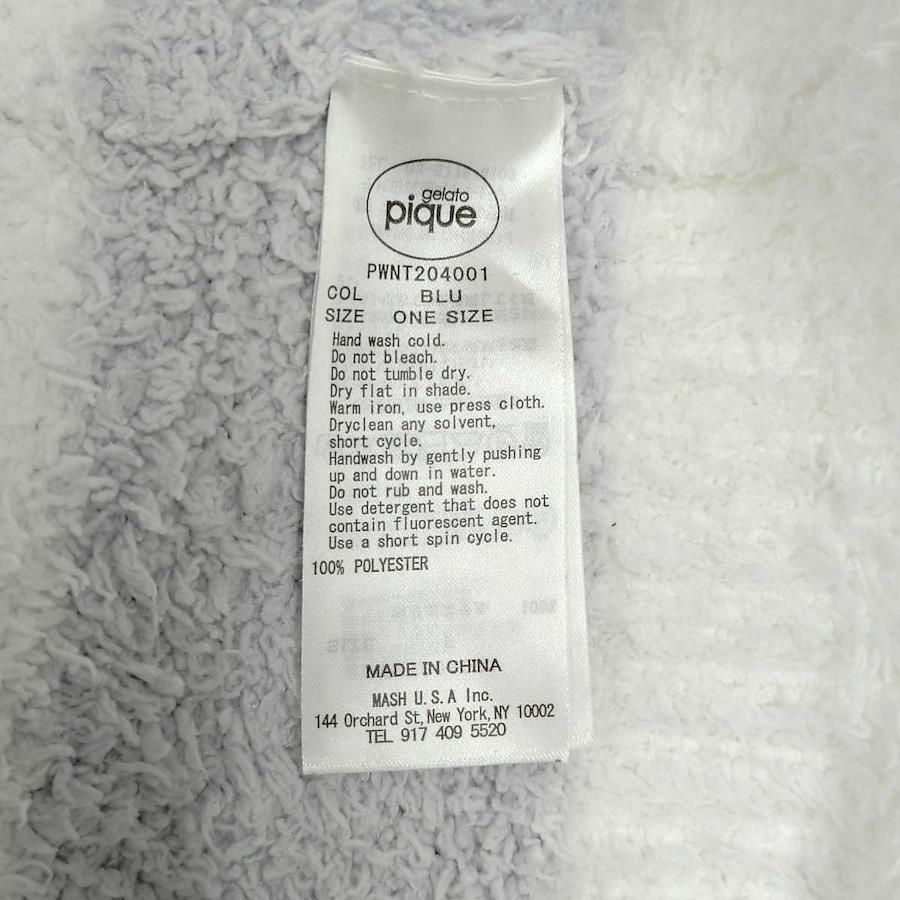 gelato
pique
PWNT204001
COL BLU
SIZE ONE SIZE
Hand wash cold.
Do not bleach.
Do not tumble dry.
Dry flat in shade.
Warm iron, use press cloth.
Dryclean any solvent,
short cycle.
Handwash by gently pushing
up and down in water.
Do not rub and wash.
Use detergent that does not
contain fluorescent agent.
Use a short spin cycle.
100% POLYESTER
MADE IN CHINA
MASH U.S.A Inc.
144 Orchard St, New York, NY 10002
TEL 917 409 5520